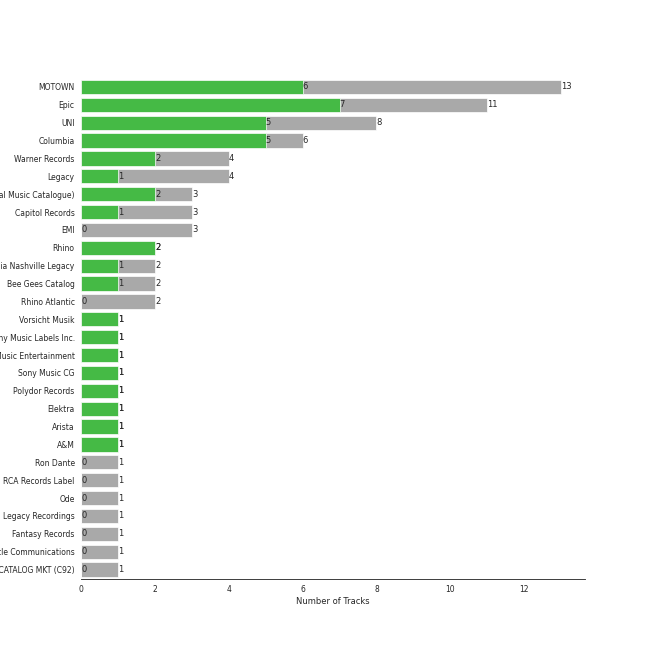 MOTOWN 6 13
Epic 7 11
UNI 5 8
Columbia 5 6
Warner Records 2 4
Legacy 1 4
al Music Catalogue) 2 3
Capitol Records 1 3
EMI 0 3
Rhino 2
ia Nashville Legacy 1 2
Bee Gees Catalog 1 2
Rhino Atlantic 0 2
Vorsicht Musik 1
ny Music Labels Inc. 1
Music Entertainment 1
Sony Music CG 1
Polydor Records 1
Elektra 1
Arista 1
A&M 1
Ron Dante 0 1
RCA Records Label 0 1
Ode 0 1
Legacy Recordings 0 1
Fantasy Records 0 1
cle Communications 0 1
CATALOG MKT (C92) 0 1
0 2 4 6 8 10 12
Number of Tracks